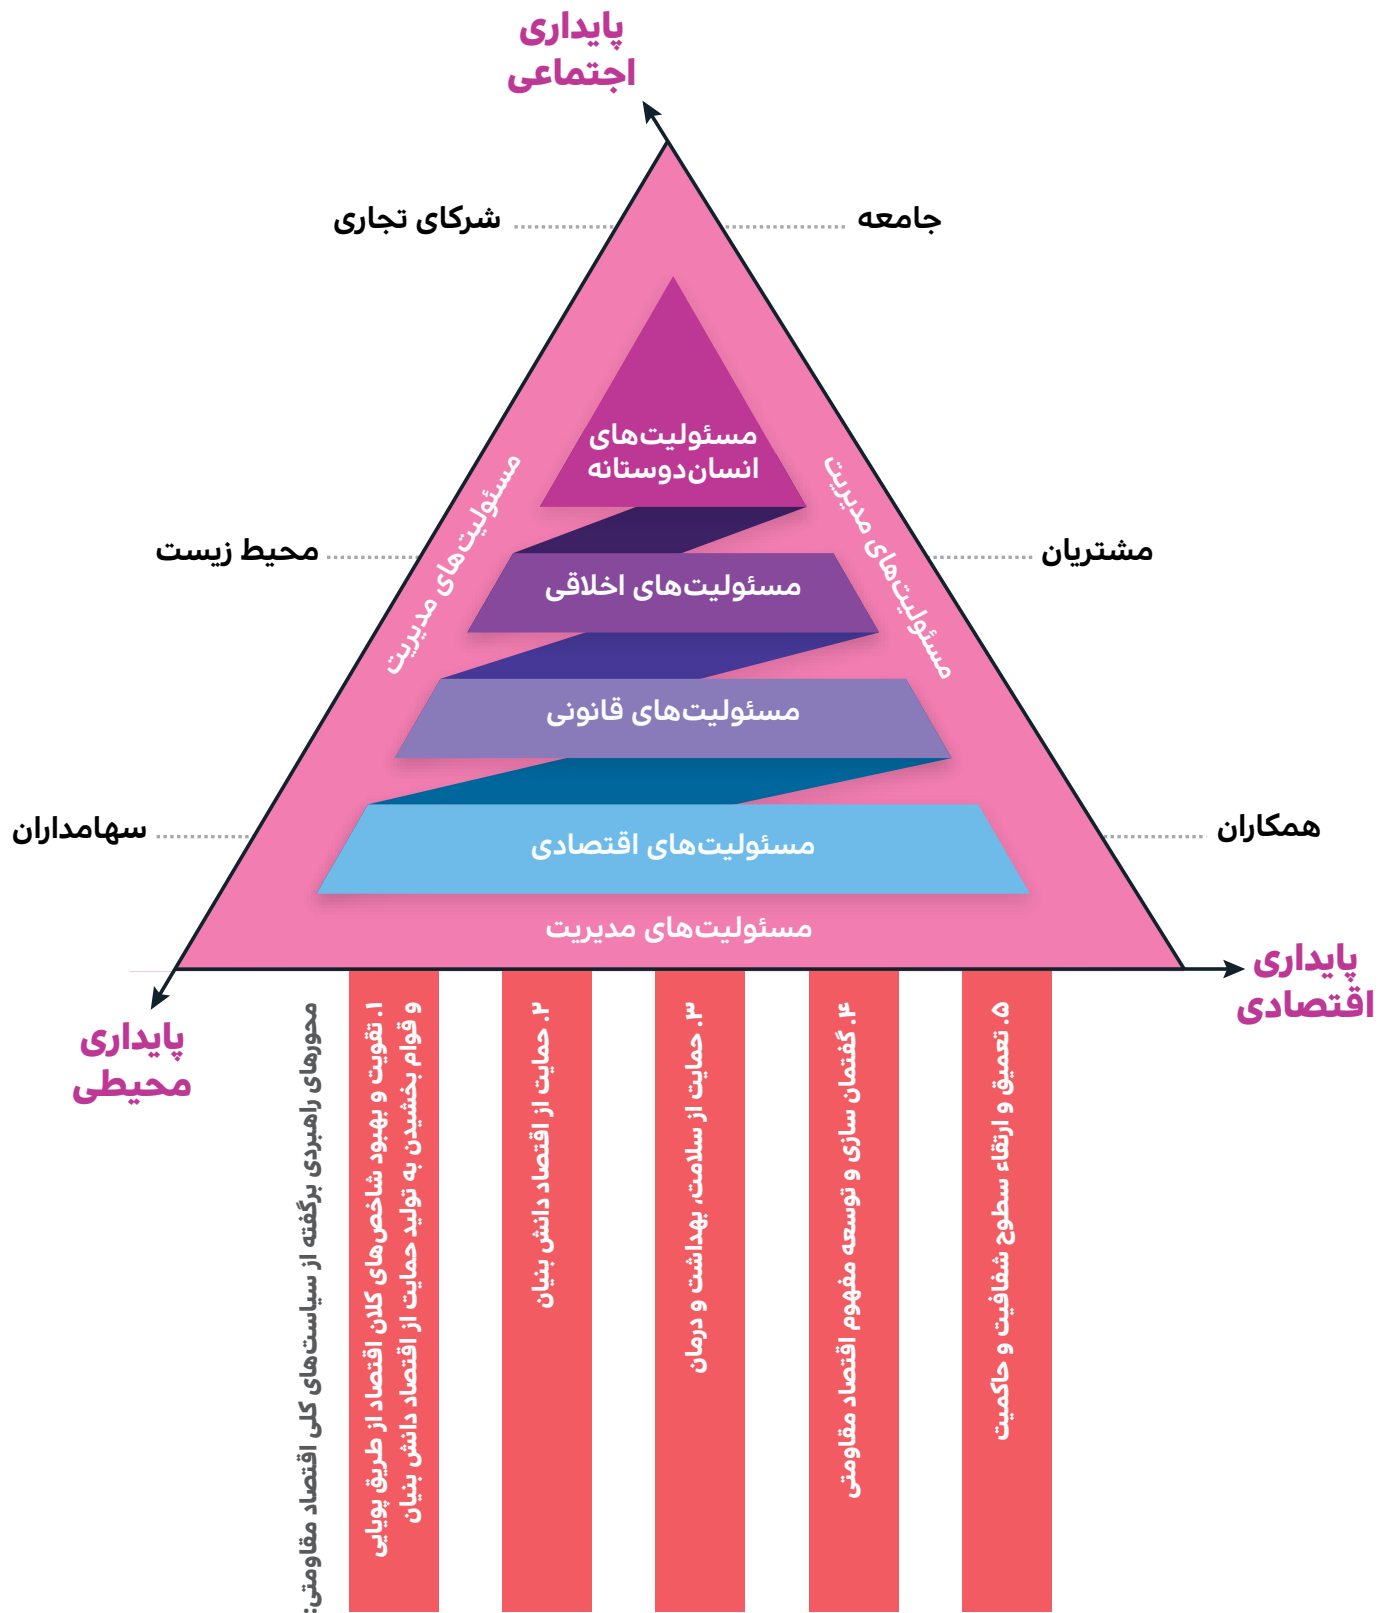 پایداری
اجتماعی
جامعه
شرکای تجاری
مسئولیت‌های
انسان‌دوستانه
مسئولیت‌های مدیریت
مسئولیت‌های مدیریت
مشتریان
محیط زیست
مسئولیت‌های اخلاقی
مسئولیت‌های قانونی
همکاران
سهامداران
مسئولیت‌های اقتصادی
مسئولیت‌های مدیریت
پایداری
اقتصادی
پایداری
محیطی
محورهای راهبردی برگفته از سیاست‌های کلی اقتصاد مقاومتی:
۱. تقویت و بهبود شاخص‌های کلان اقتصاد از طریق پویایی
و قوام بخشیدن به تولید حمایت از اقتصاد دانش بنیان
۲. حمایت از اقتصاد دانش بنیان
۳. حمایت از سلامت، بهداشت و درمان
۴. گفتمان سازی و توسعه مفهوم اقتصاد مقاومتی
۵. تعمیق و ارتقاء سطوح شفافیت و حاکمیت